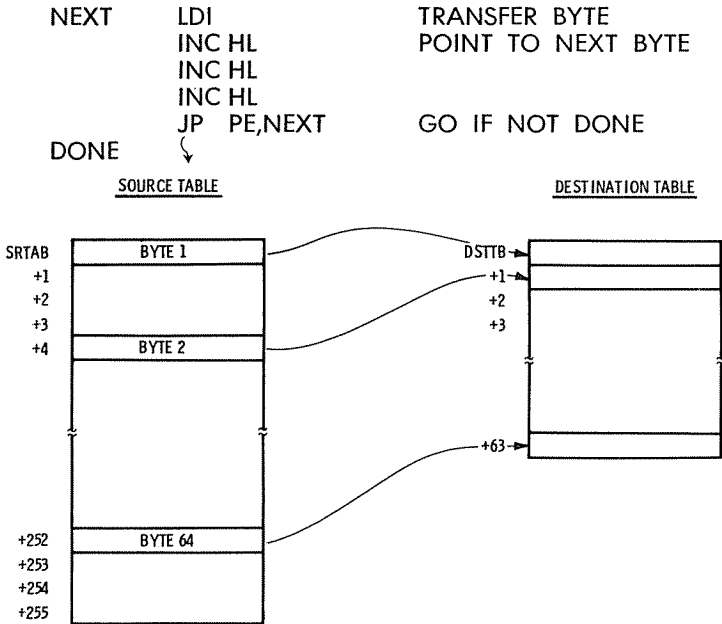 NEXT LDI TRANSFER BYTE
INC HL POINT TO NEXT BYTE
INC HL
INC HL
JP PE,NEXT GO IF NOT DONE
DONE
SOURCE TABLE
DESTINATION TABLE
SRTAB BYTE 1 DSTTB
+1 +1
+2 +2
+3 +3
+4 BYTE 2
+63
+252 BYTE 64
+253
+254
+255